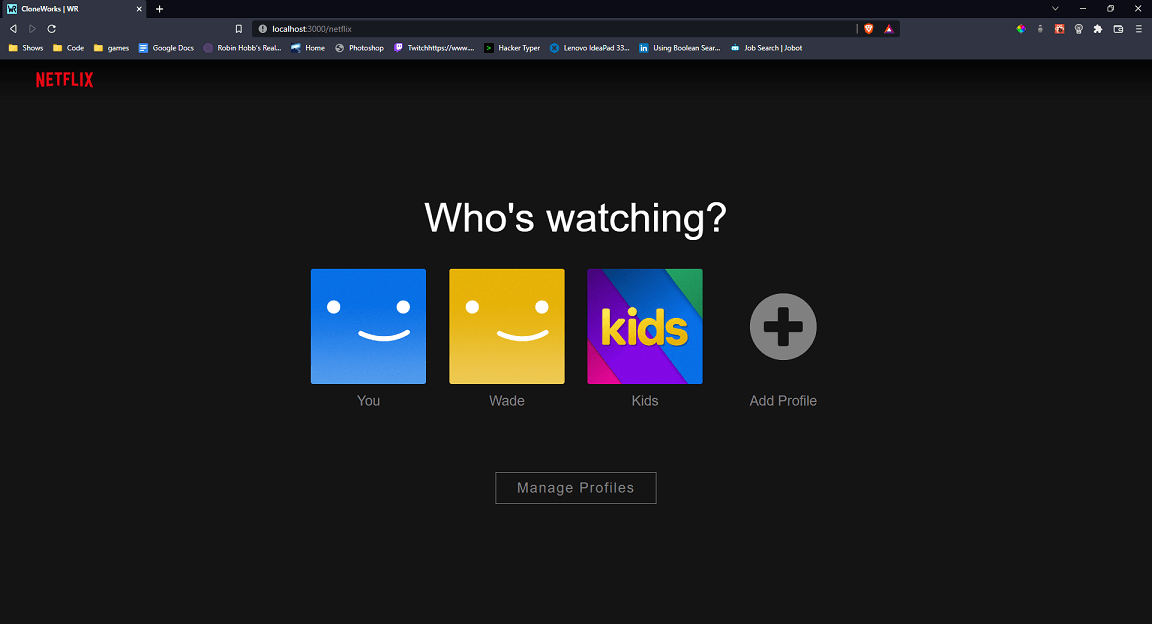 CloneWorks | WR
localhost:3000/netflix
Shows Code games Google Docs Robin Hobb's Real... Home Photoshop Twitchhttps://www.... Hacker Typer Lenovo IdeaPad 33... Using Boolean Sear... Job Search | Jobot
NETFLIX
Who's watching?
kids
You Wade Kids Add Profile
Manage Profiles